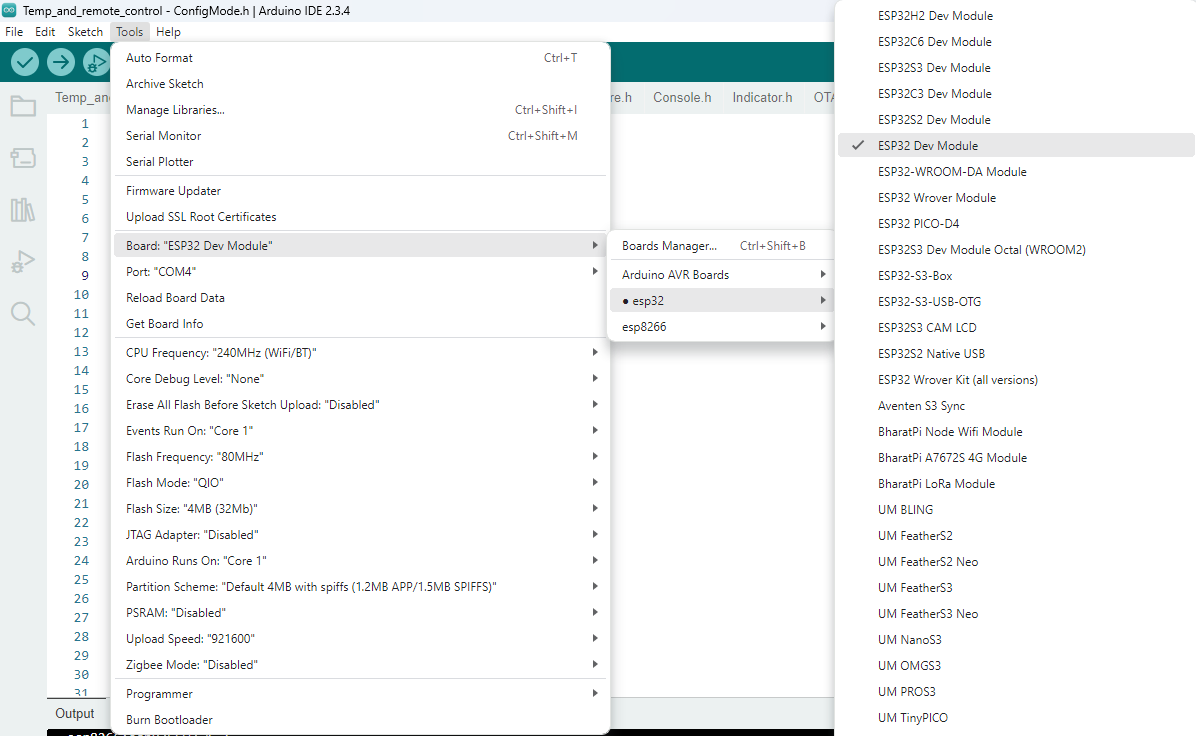 Temp_and_remote_control - ConfigMode.h | Arduino IDE 2.3.4
File Edit Sketch Tools Help
Temp_an
re.h Console.h Indicator.h OTA
1
2
3
4
5
6
7
8
9
10
11
12
13
14
15
16
17
18
19
20
21
22
23
24
25
26
27
28
29
30
31
Output
Auto Format Ctrl+T
Archive Sketch
Manage Libraries... Ctrl+Shift+I
Serial Monitor Ctrl+Shift+M
Serial Plotter
Firmware Updater
Upload SSL Root Certificates
Board: "ESP32 Dev Module"
Port: "COM4"
Reload Board Data
Get Board Info
CPU Frequency: "240MHz (WiFi/BT)"
Core Debug Level: "None"
Erase All Flash Before Sketch Upload: "Disabled"
Events Run On: "Core 1"
Flash Frequency: "80MHz"
Flash Mode: "QIO"
Flash Size: "4MB (32Mb)"
JTAG Adapter: "Disabled"
Arduino Runs On: "Core 1"
Partition Scheme: "Default 4MB with spiffs (1.2MB APP/1.5MB SPIFFS)"
PSRAM: "Disabled"
Upload Speed: "921600"
Zigbee Mode: "Disabled"
Programmer
Burn Bootloader
Boards Manager... Ctrl+Shift+B
Arduino AVR Boards
● esp32
esp8266
ESP32H2 Dev Module
ESP32C6 Dev Module
ESP32S3 Dev Module
ESP32C3 Dev Module
ESP32S2 Dev Module
✓ ESP32 Dev Module
ESP32-WROOM-DA Module
ESP32 Wrover Module
ESP32 PICO-D4
ESP32S3 Dev Module Octal (WROOM2)
ESP32-S3-Box
ESP32-S3-USB-OTG
ESP32S3 CAM LCD
ESP32S2 Native USB
ESP32 Wrover Kit (all versions)
Aventen S3 Sync
BharatPi Node Wifi Module
BharatPi A7672S 4G Module
BharatPi LoRa Module
UM BLING
UM FeatherS2
UM FeatherS2 Neo
UM FeatherS3
UM FeatherS3 Neo
UM NanoS3
UM OMGS3
UM PROS3
UM TinyPICO